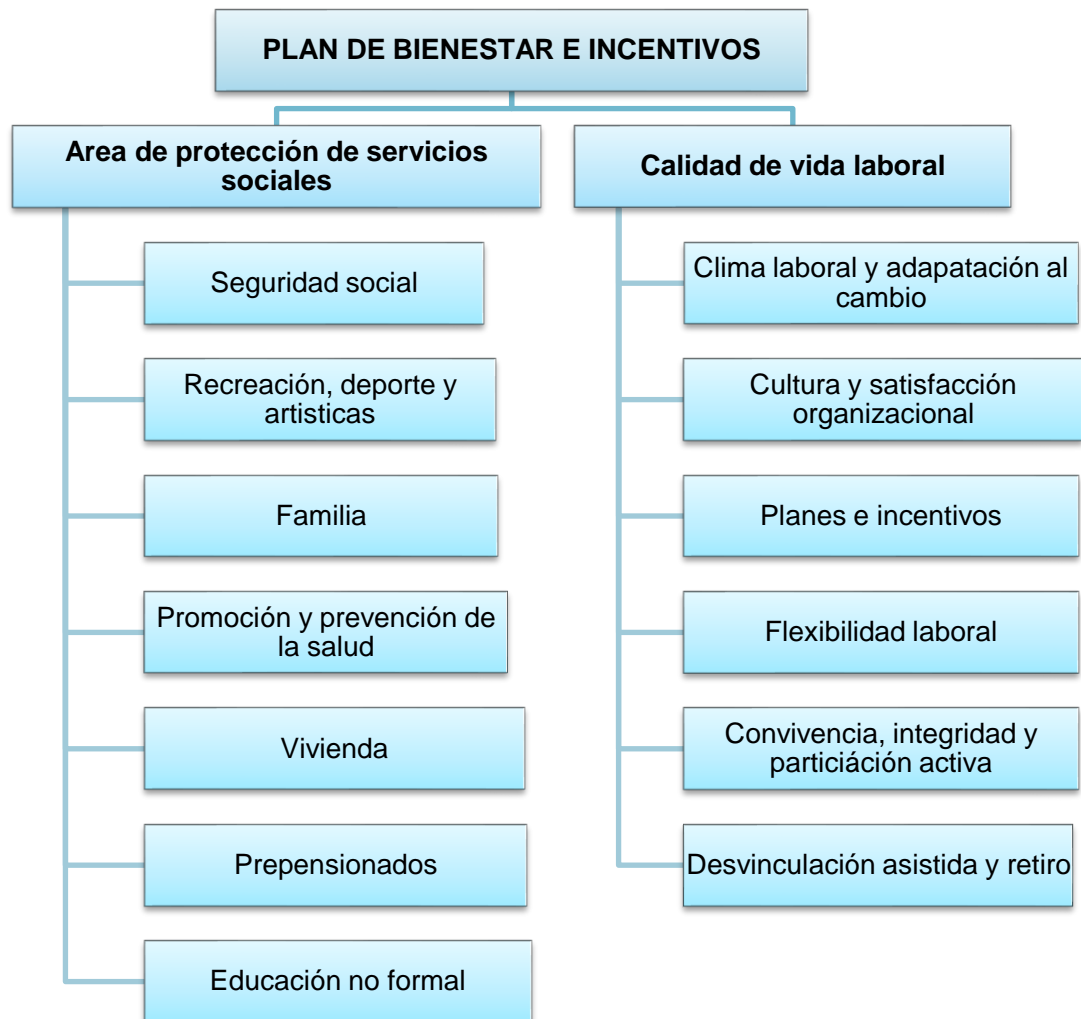 PLAN DE BIENESTAR E INCENTIVOS
Area de protección de servicios
sociales
Seguridad social
Recreación, deporte y
artisticas
Familia
Promoción y prevención de
la salud
Vivienda
Prepensionados
Educación no formal
Calidad de vida laboral
Clima laboral y adapatación al
cambio
Cultura y satisfacción
organizacional
Planes e incentivos
Flexibilidad laboral
Convivencia, integridad y
particiáción activa
Desvinculación asistida y retiro